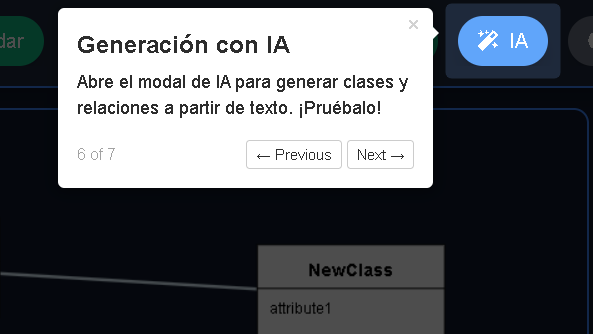 dar
×
IA
Generación con IA
Abre el modal de IA para generar clases y
relaciones a partir de texto. ¡Pruébalo!
6 of 7
← Previous
Next →
NewClass
attribute1